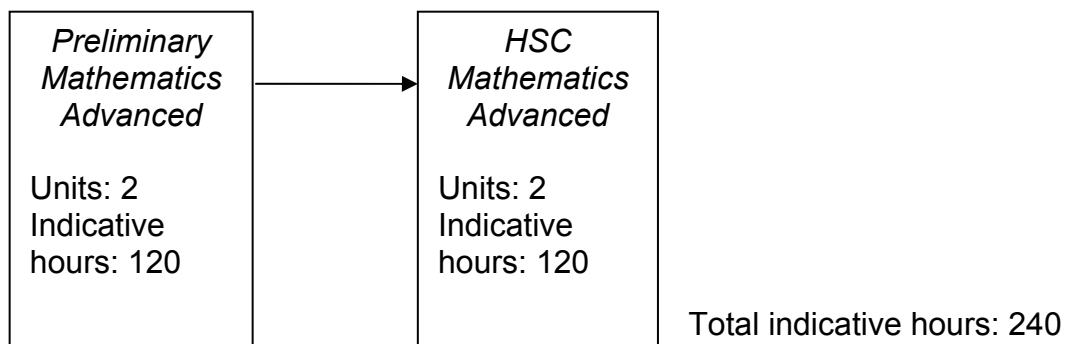 Preliminary
Mathematics
Advanced
Units: 2
Indicative
hours: 120
HSC
Mathematics
Advanced
Units: 2
Indicative
hours: 120
Total indicative hours: 240